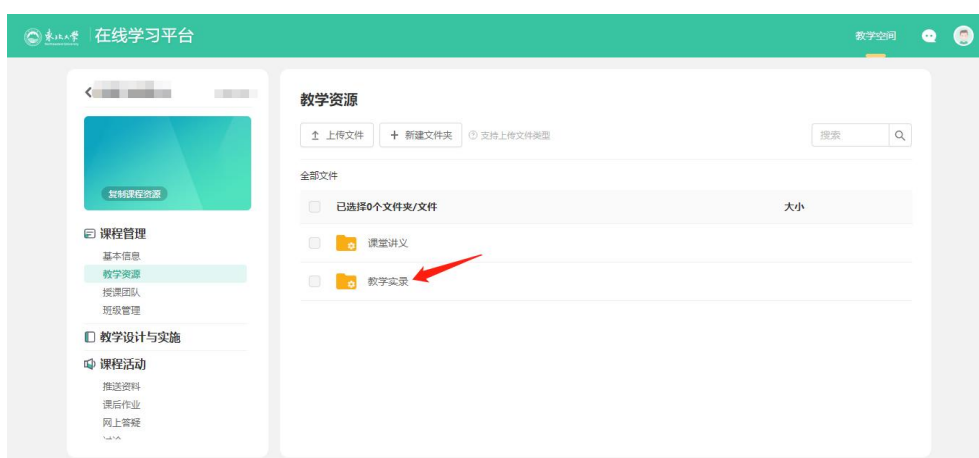 东北大学 在线学习平台
教学空间
教学资源
上传文件 + 新建文件夹 支持上传文件类型
搜索
全部文件
已选择0个文件夹/文件 大小
课堂讲义
教学实录
复制课程资源
课程管理
基本信息
教学资源
授课团队
班级管理
教学设计与实施
课程活动
推送资料
课后作业
网上答疑